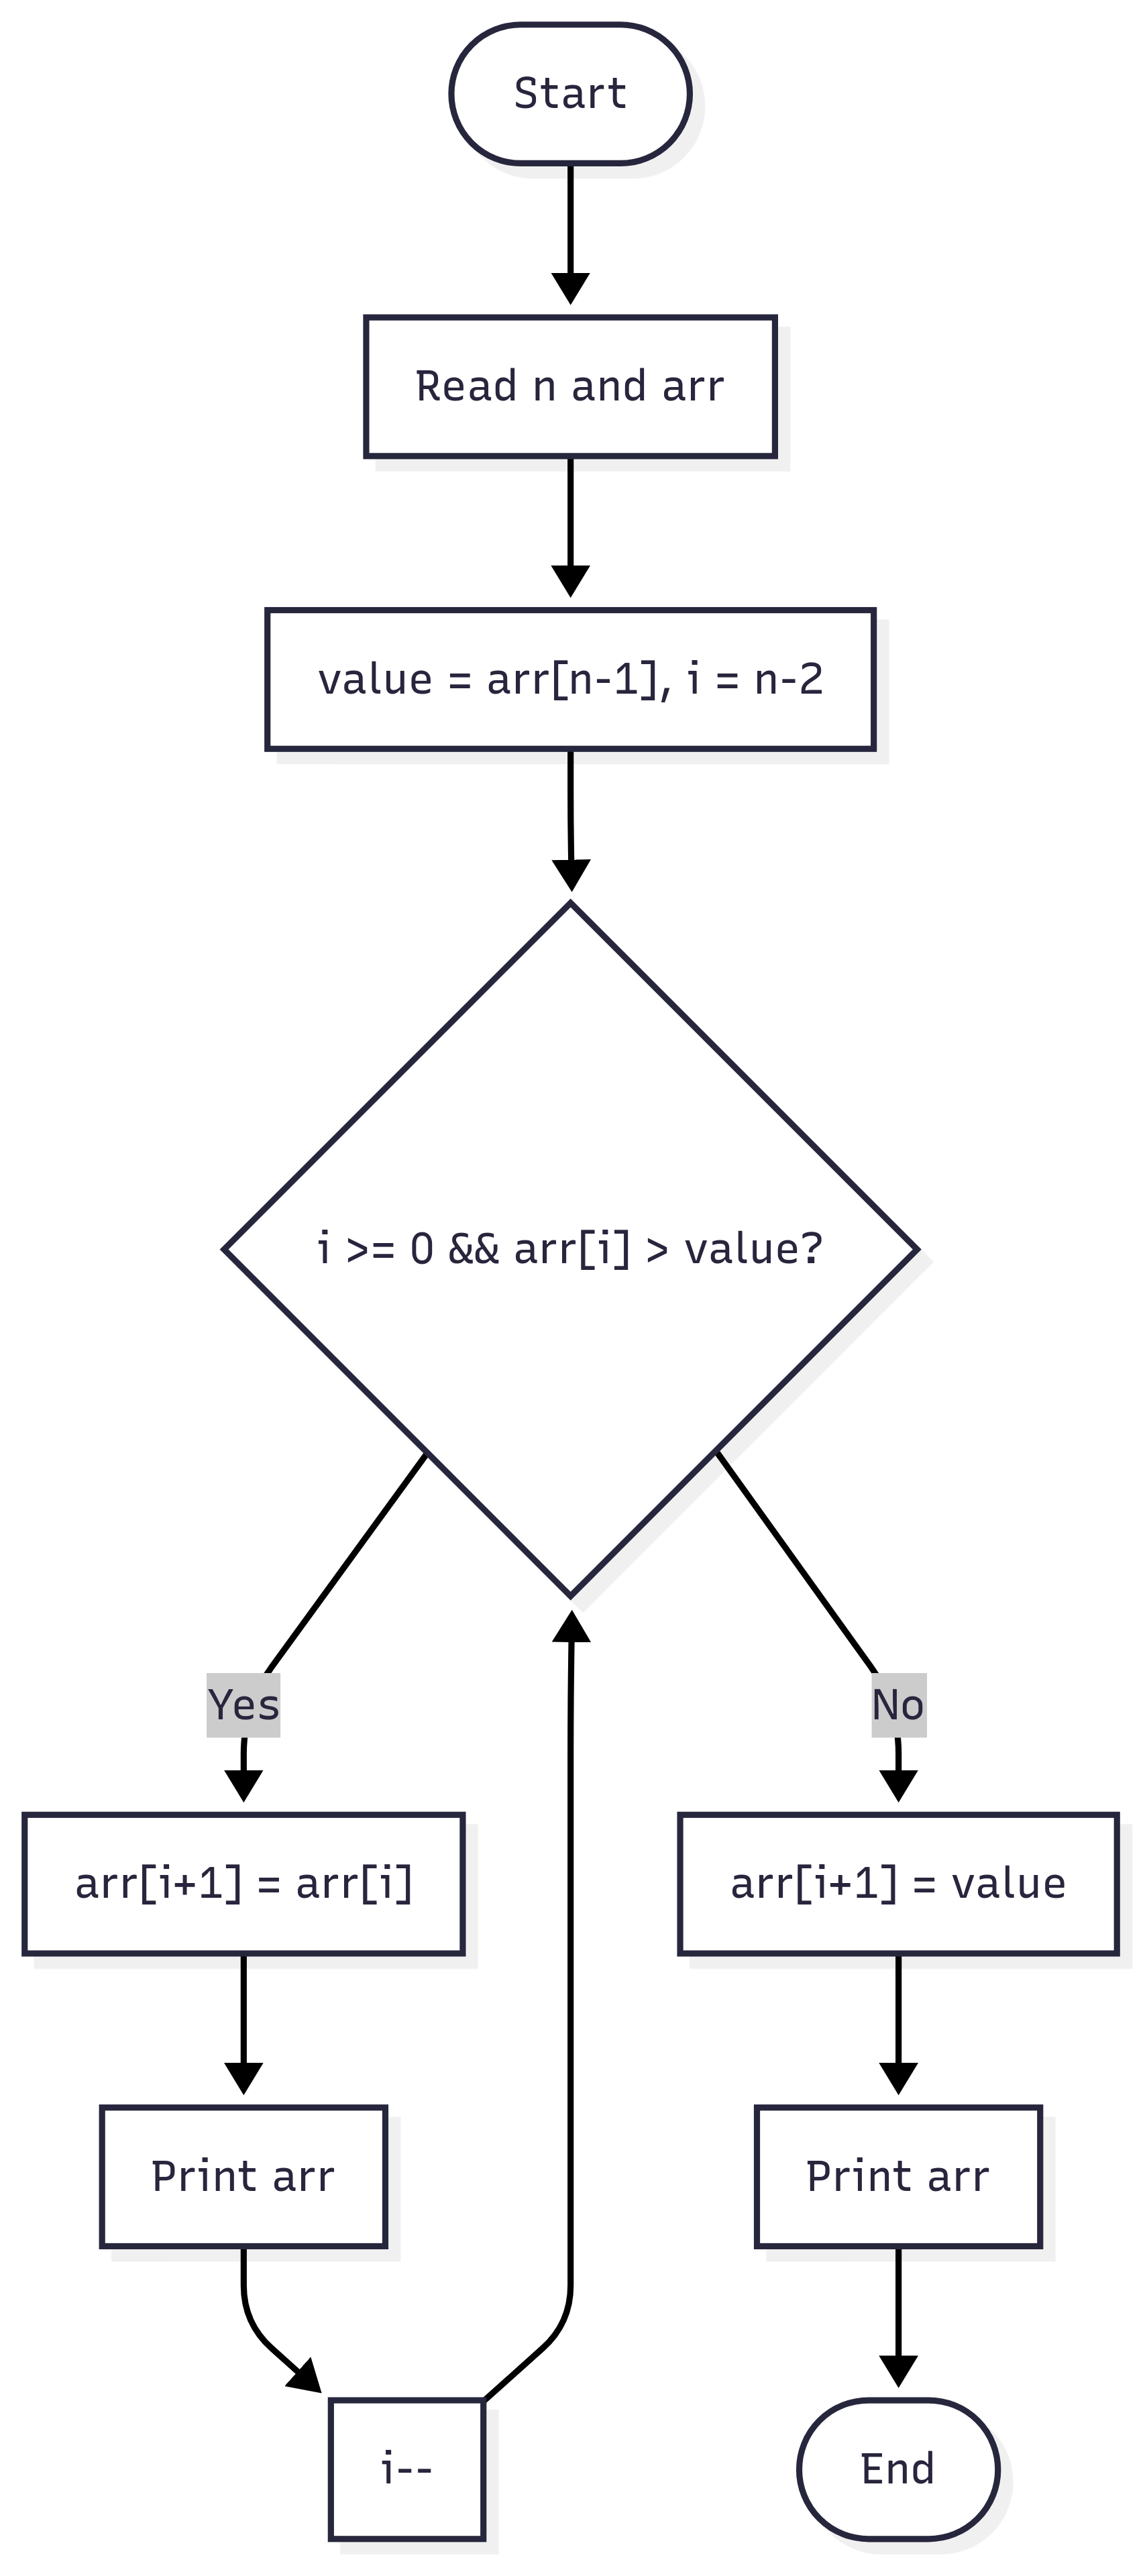 Start
Read n and arr
value = arr[n-1], i = n-2
i >= 0 && arr[i] > value?
Yes
No
arr[i+1] = arr[i]
arr[i+1] = value
Print arr
Print arr
i--
End